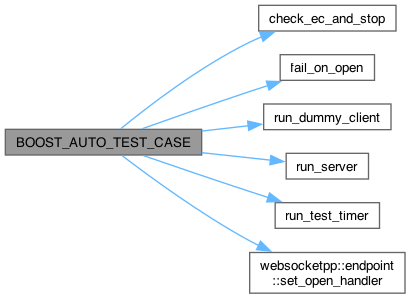 check_ec_and_stop
fail_on_open
run_dummy_client
BOOST_AUTO_TEST_CASE
run_server
run_test_timer
websocketpp::endpoint
::set_open_handler